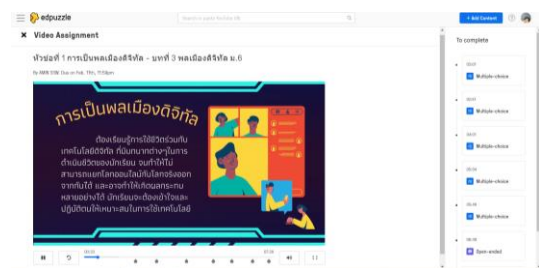 edpuzzle
+ Add Content
Video Assignment
To complete
หัวข้อที่ 1 การเป็นพลเมืองดิจิทัล - บทที่ 3 พลเมืองดิจิทัล ม.6
การเป็นพลเมืองดิจิทัล
ต้องเรียนรู้การใช้ชีวิตร่วมกับ
เทคโนโลยีดิจิทัล ที่มีบทบาทต่างๆในการ
ดำเนินชีวิตของนักเรียน จนทำให้ไม่
สามารถแยกโลกออนไลน์กับโลกจริงออก
จากกันได้ และอาจทำให้เกิดผลกระทบ
หลายอย่างได้ นักเรียนจะต้องเข้าใจและ
ปฏิบัติตนให้เหมาะสมในการใช้เทคโนโลยี
Multiple-choice
Multiple-choice
Multiple-choice
Multiple-choice
Multiple-choice
Open-ended